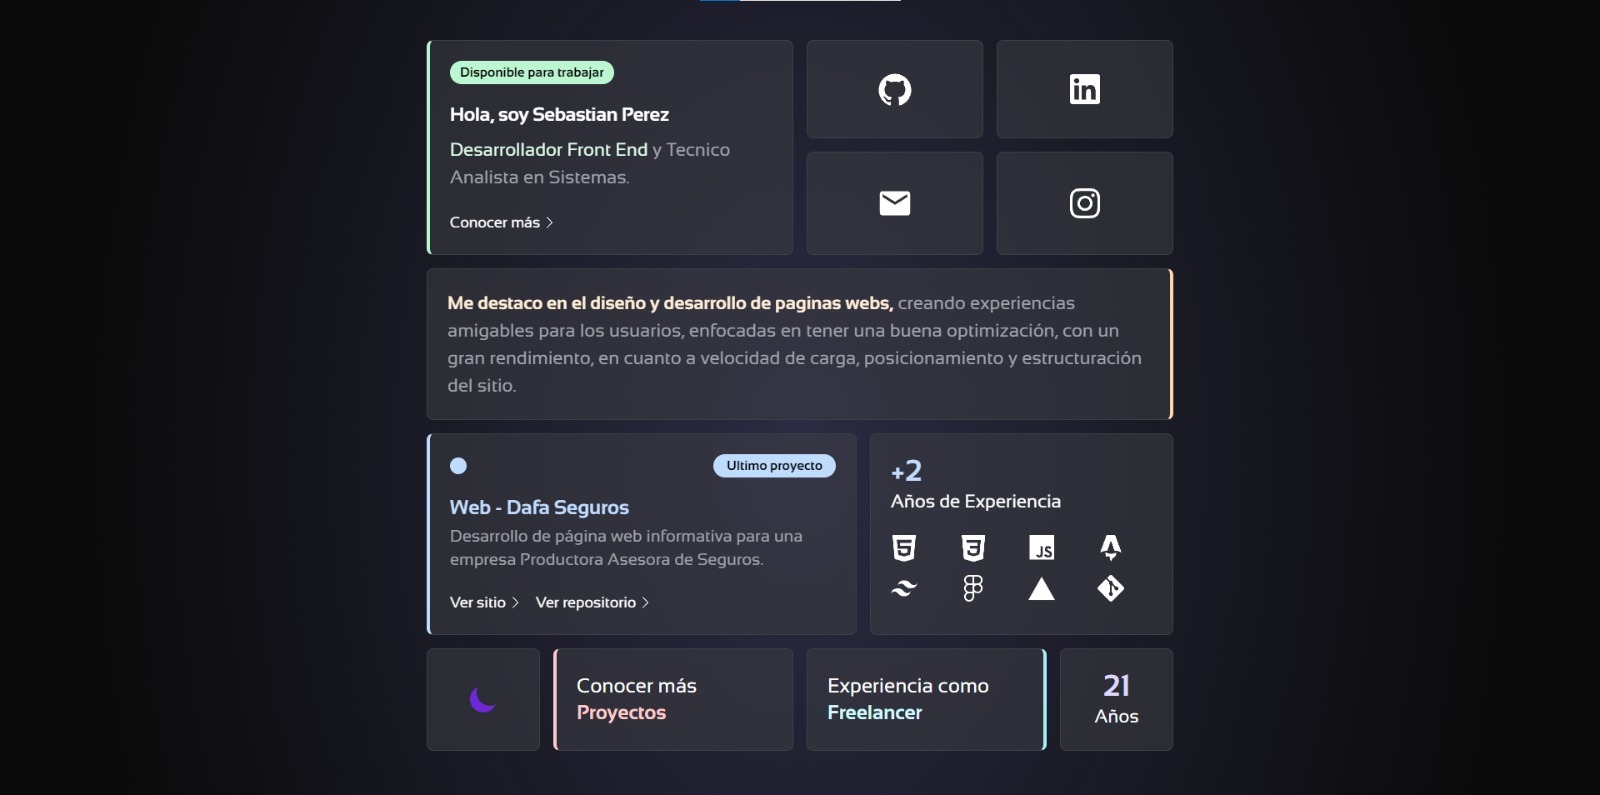 Disponible para trabajar
Hola, soy Sebastian Perez
Desarrollador Front End y Tecnico
Analista en Sistemas.
Conocer más
in
Me destaco en el diseño y desarrollo de paginas webs, creando experiencias
amigables para los usuarios, enfocadas en tener una buena optimización, con un
gran rendimiento, en cuanto a velocidad de carga, posicionamiento y estructuración
del sitio.
Ultimo proyecto
Web - Dafa Seguros
Desarrollo de página web informativa para una
empresa Productora Asesora de Seguros.
Ver sitio
Ver repositorio
+2
Años de Experiencia
5
3
JS
Conocer más
Proyectos
Experiencia como
Freelancer
21
Años